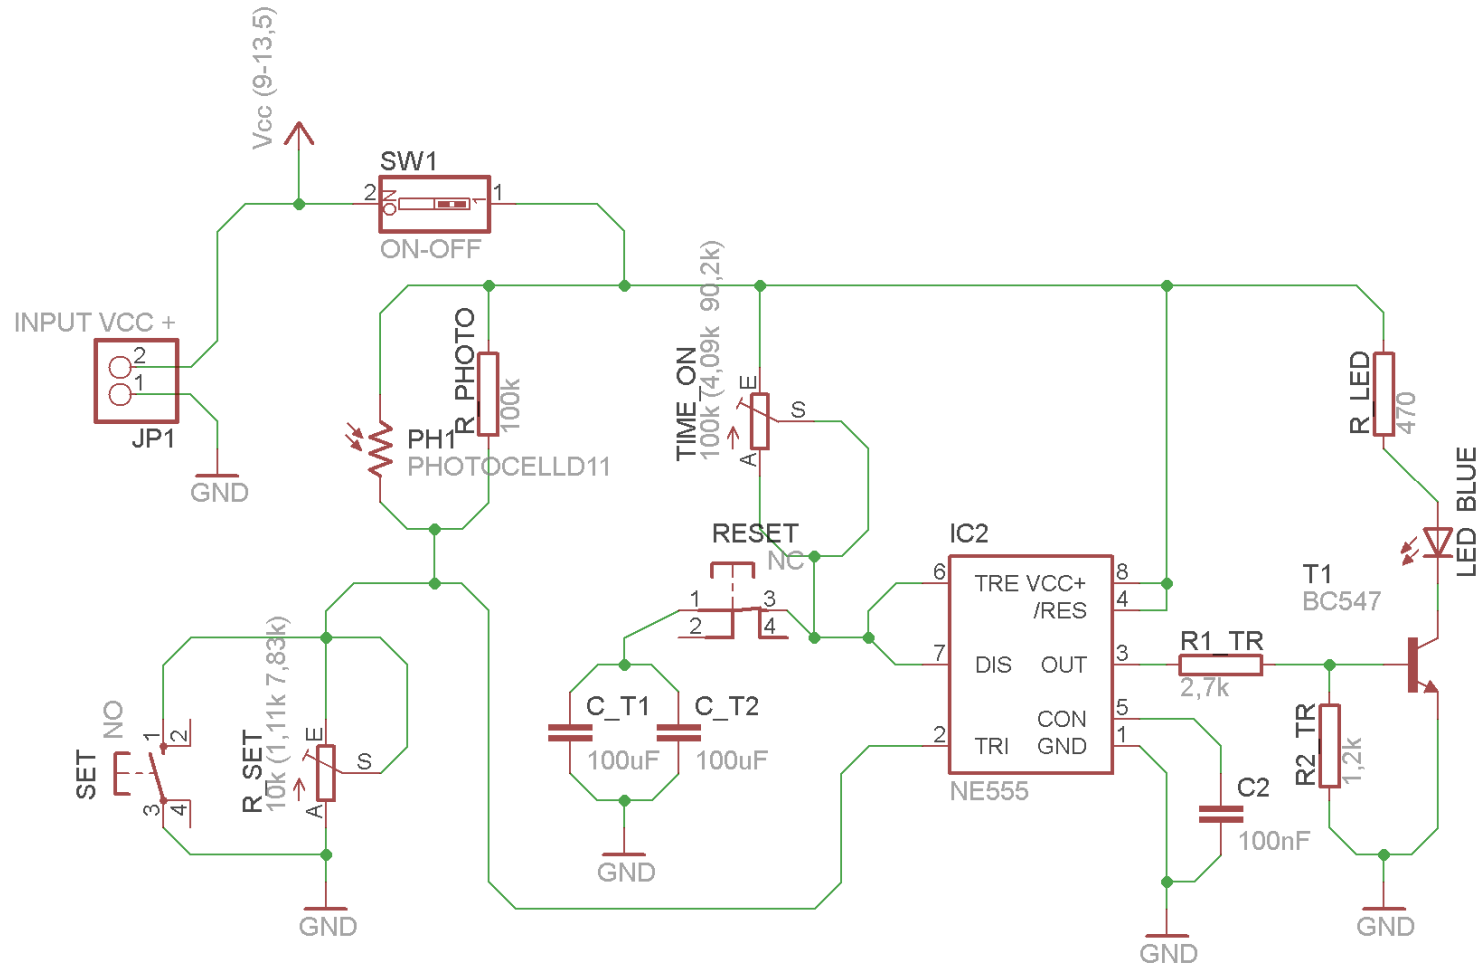 Vcc (9-13,5)
SW1
2
ON
1
1
ON-OFF
INPUT VCC +
2
1
JP1
GND
R_PHOTO
100k
PH1
PHOTOCELLD11
TIME_ON
100k (4,09k 90,2k)
E
S
A
R_LED
470
LED BLUE
RESET
NC
1
2
3
4
IC2
6
TRE
VCC+
8
/RES
4
7
DIS
OUT
3
CON
5
2
TRI
GND
1
NE555
T1
BC547
R1_TR
2,7k
R2_TR
1,2k
C_T1
100uF
C_T2
100uF
GND
SET
NO
1
2
3
4
R_SET
10k (1,11k 7,83k)
E
S
A
GND
C2
100nF
GND
GND